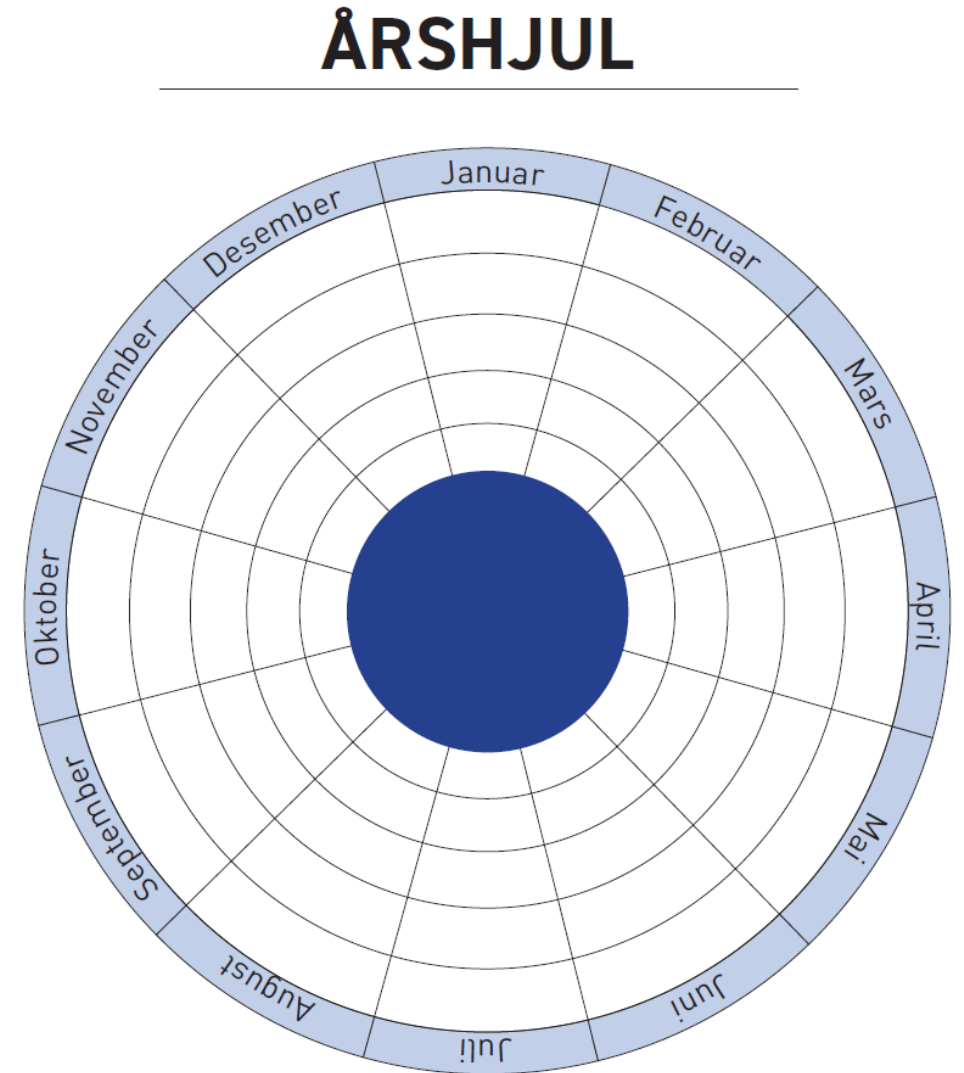 ÅRSHJUL
Januar
Februar
Mars
April
Mai
Juni
Juli
August
September
Oktober
November
Desember